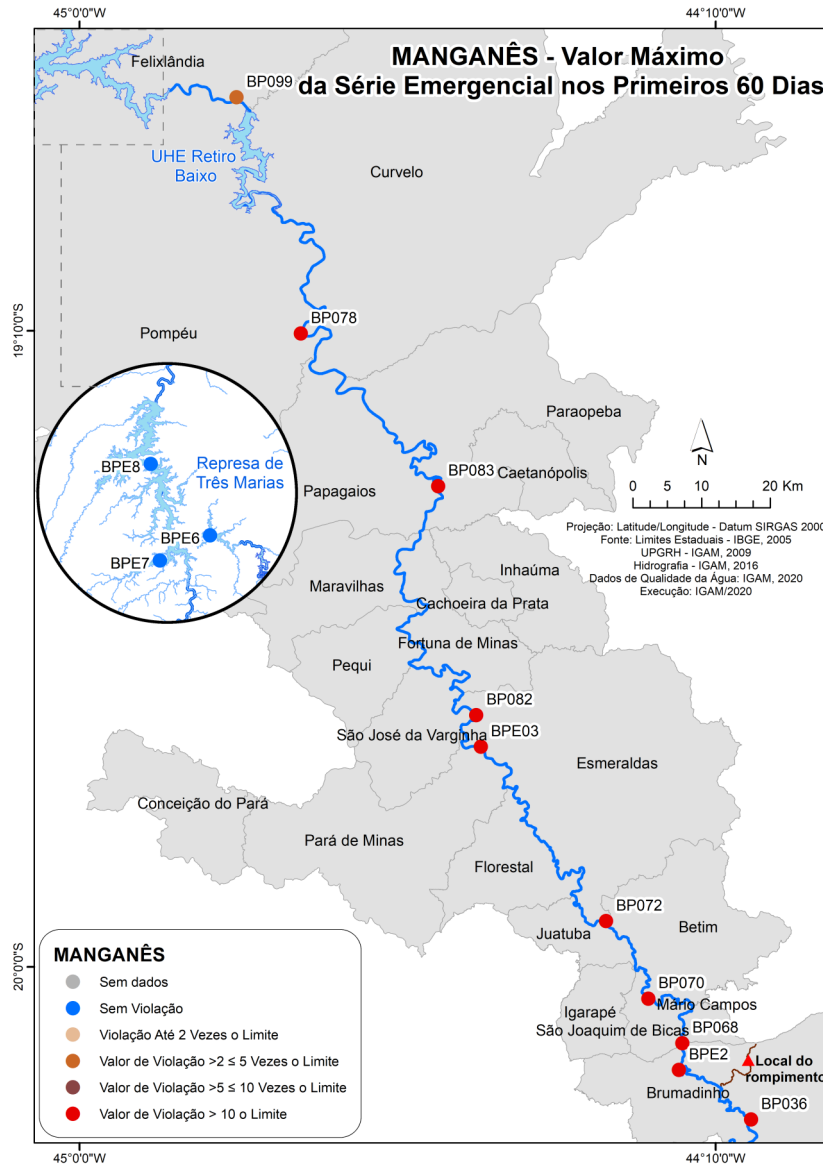 45°0'0"W
44°10'0"W
MANGANÊS - Valor Máximo
da Série Emergencial nos Primeiros 60 Dias
Felixlândia
BP099
UHE Retiro
Baixo
Curvelo
19°10'0"S
BP078
Pompéu
Paraopeba
BP083
Caetanópolis
Papagaios
N
0 5 10 20 Km
Projeção: Latitude/Longitude - Datum SIRGAS 2000
Fonte: Limites Estaduais - IBGE, 2005
UPGRH - IGAM, 2009
Hidrografia - IGAM, 2016
Dados de Qualidade da Água: IGAM, 2020
Execução: IGAM/2020
BPE8
Represa de
Três Marias
BPE6
BPE7
Inhaúma
Maravilhas
Cachoeira da Prata
Fortuna de Minas
Pequi
BP082
São José da Varginha
BPE03
Esmeraldas
Conceição do Pará
Pará de Minas
Florestal
BP072
Juatuba
Betim
20°0'0"S
BP070
Mário Campos
Igarapé
São Joaquim de Bicas
BP068
BPE2
Local do
rompimento
Brumadinho
BP036
MANGANÊS
Sem dados
Sem Violação
Violação Até 2 Vezes o Limite
Valor de Violação >2 ≤ 5 Vezes o Limite
Valor de Violação >5 ≤ 10 Vezes o Limite
Valor de Violação > 10 o Limite
45°0'0"W
44°10'0"W